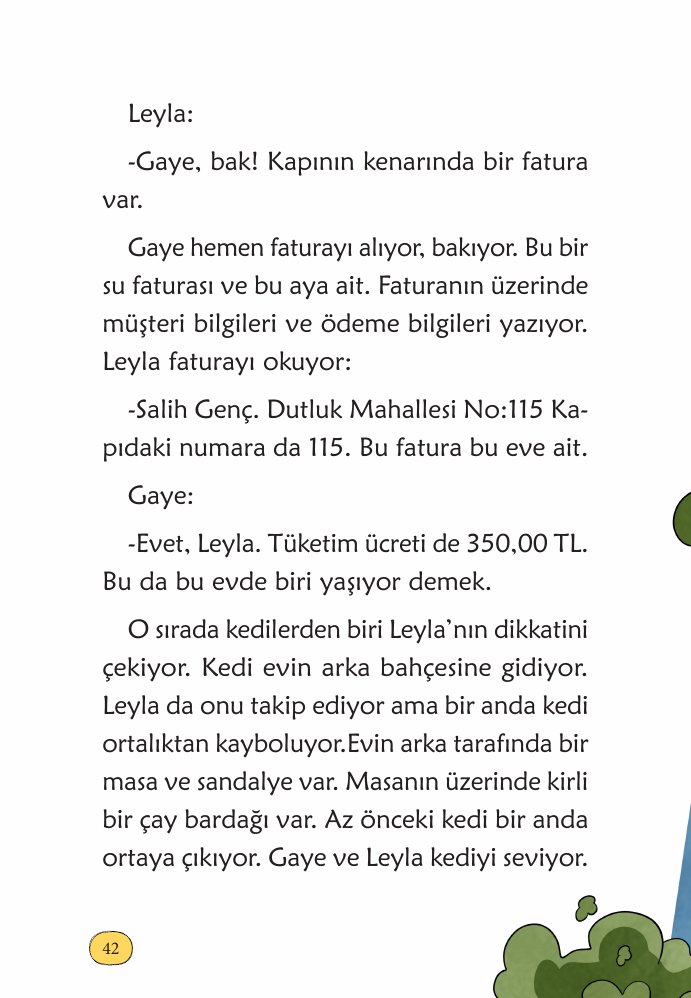 Leyla:
-Gaye, bak! Kapının kenarında bir fatura
var.
Gaye hemen faturayı alıyor, bakıyor. Bu bir
su faturası ve bu aya ait. Faturanın üzerinde
müşteri bilgileri ve ödeme bilgileri yazıyor.
Leyla faturayı okuyor:
-Salih Genç. Dutluk Mahallesi No:115 Ka-
pıdaki numara da 115. Bu fatura bu eve ait.
Gaye:
-Evet, Leyla. Tüketim ücreti de 350,00 TL.
Bu da bu evde biri yaşıyor demek.
O sırada kedilerden biri Leyla’nın dikkatini
çekiyor. Kedi evin arka bahçesine gidiyor.
Leyla da onu takip ediyor ama bir anda kedi
ortalıktan kayboluyor.Evin arka tarafında bir
masa ve sandalye var. Masanın üzerinde kirli
bir çay bardağı var. Az önceki kedi bir anda
ortaya çıkıyor. Gaye ve Leyla kediyi seviyor.
42